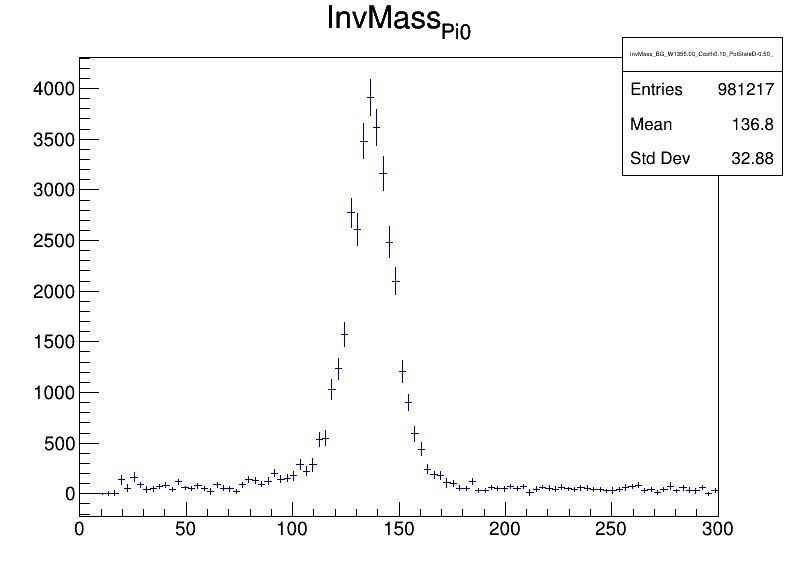 InvMass_Pi0
InvMass_BG_W1355.00_Costh0.10_PolStateD-0.50_
Entries 981217
Mean 136.8
Std Dev 32.88
4000
3500
3000
2500
2000
1500
1000
500
0
0 50 100 150 200 250 300